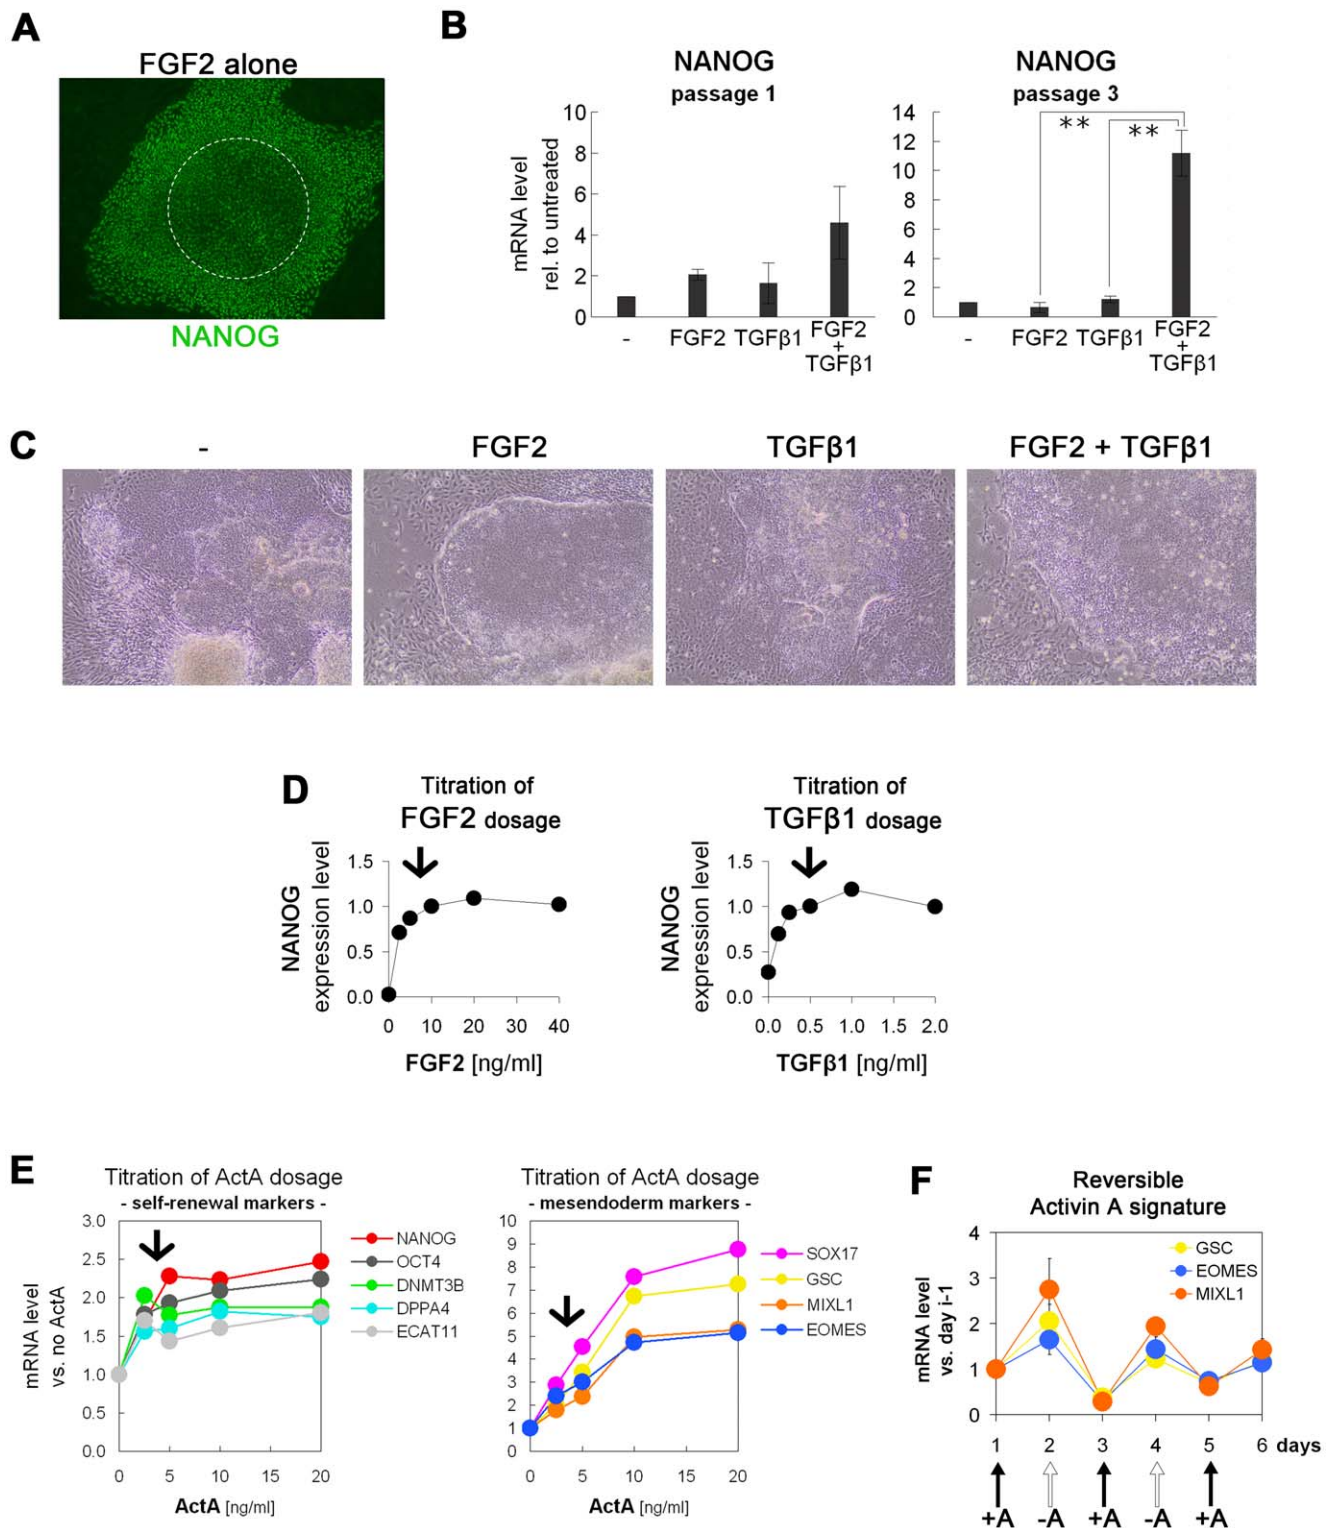 A
FGF2 alone
NANOG
B
NANOG
passage 1
mRNA level
rel. to untreated
10
8
6
4
2
0
-
FGF2
TGFβ1
FGF2
+
TGFβ1
NANOG
passage 3
14
12
10
8
6
4
2
0
**
**
-
FGF2
TGFβ1
FGF2
+
TGFβ1
C
-
FGF2
TGFβ1
FGF2 + TGFβ1
D
Titration of
FGF2 dosage
NANOG
expression level
1.5
1.0
0.5
0.0
0 10 20 30 40
FGF2 [ng/ml]
Titration of
TGFβ1 dosage
NANOG
expression level
1.5
1.0
0.5
0.0
0.0 0.5 1.0 1.5 2.0
TGFβ1 [ng/ml]
E
Titration of ActA dosage
- self-renewal markers -
mRNA level
vs. no ActA
3.0
2.5
2.0
1.5
1.0
0.5
0.0
0 5 10 15 20
ActA [ng/ml]
NANOG
OCT4
DNMT3B
DPPA4
ECAT11
Titration of ActA dosage
- mesendoderm markers -
10
9
8
7
6
5
4
3
2
1
0
0 5 10 15 20
ActA [ng/ml]
SOX17
GSC
MIXL1
EOMES
F
Reversible
Activin A signature
mRNA level
vs. day i-1
4
3
2
1
0
GSC
EOMES
MIXL1
1 2 3 4 5 6 days
+A -A +A -A +A